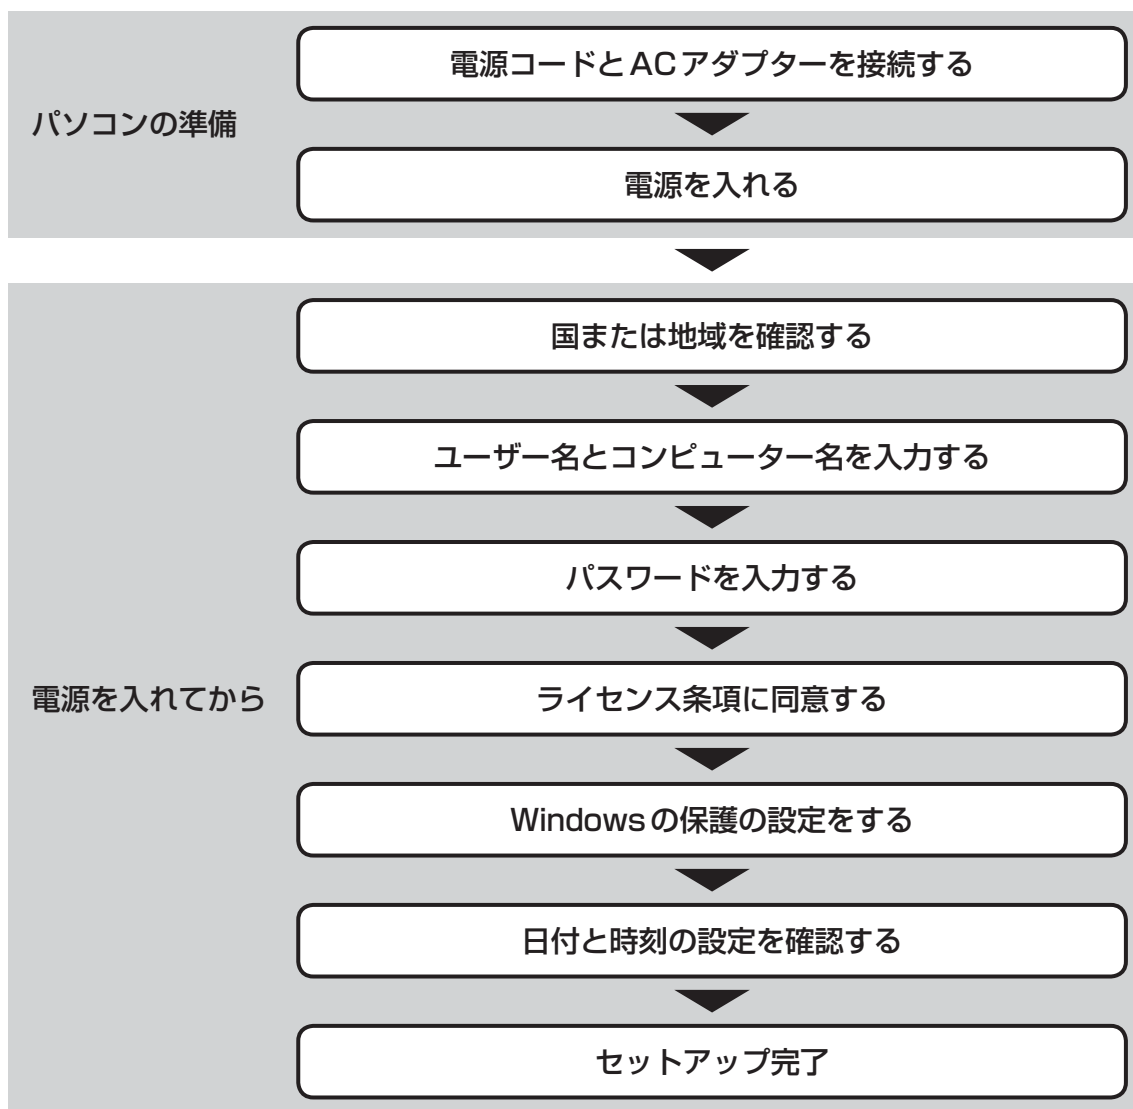 パソコンの準備
電源コードとACアダプターを接続する
電源を入れる
電源を入れてから
国または地域を確認する
ユーザー名とコンピューター名を入力する
パスワードを入力する
ライセンス条項に同意する
Windowsの保護の設定をする
日付と時刻の設定を確認する
セットアップ完了